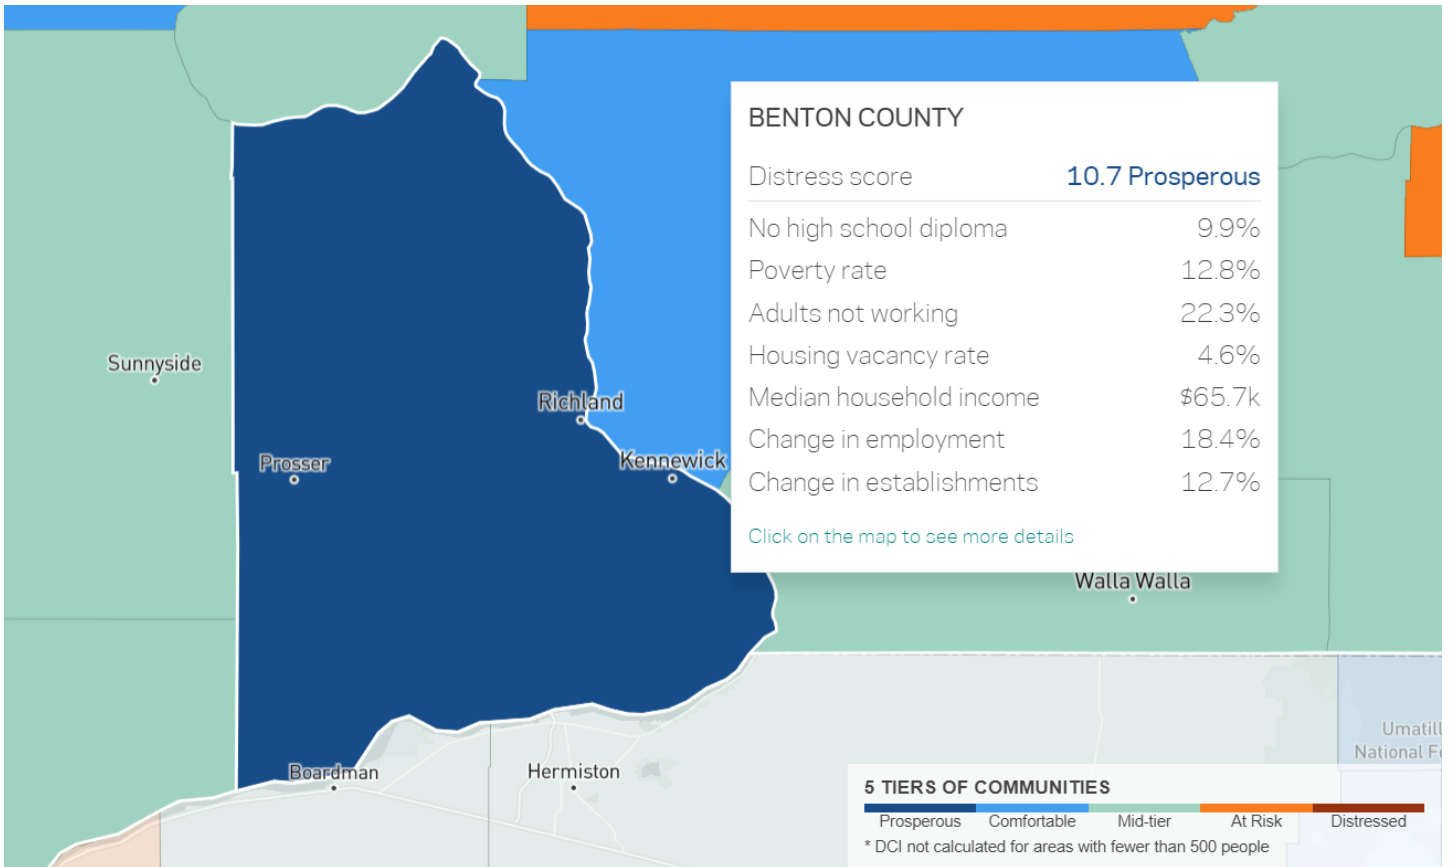 BENTON COUNTY
Distress score 10.7 Prosperous
No high school diploma 9.9%
Poverty rate 12.8%
Adults not working 22.3%
Housing vacancy rate 4.6%
Median household income $65.7k
Change in employment 18.4%
Change in establishments 12.7%
Click on the map to see more details
Sunnyside
Richland
Prosser
Kennewick
Walla Walla
Boardman
Hermiston
Umatill
National Fo
5 TIERS OF COMMUNITIES
Prosperous Comfortable Mid-tier At Risk Distressed
* DCI not calculated for areas with fewer than 500 people